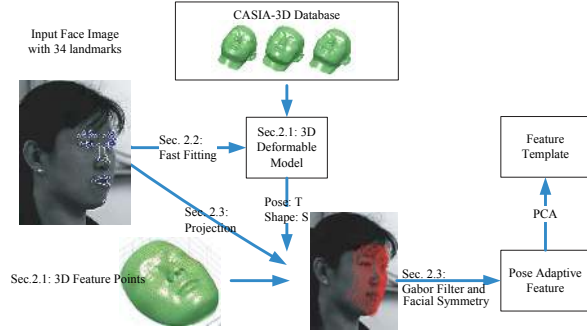 CASIA-3D Database
Input Face Image
with 34 landmarks
Sec. 2.2:
Fast Fitting
Sec.2.1: 3D
Deformable
Model
Feature
Template
Pose: T
Shape: S
Sec. 2.3:
Projection
PCA
Sec.2.1: 3D Feature Points
Sec. 2.3:
Gabor Filter and
Facial Symmetry
Pose Adaptive
Feature